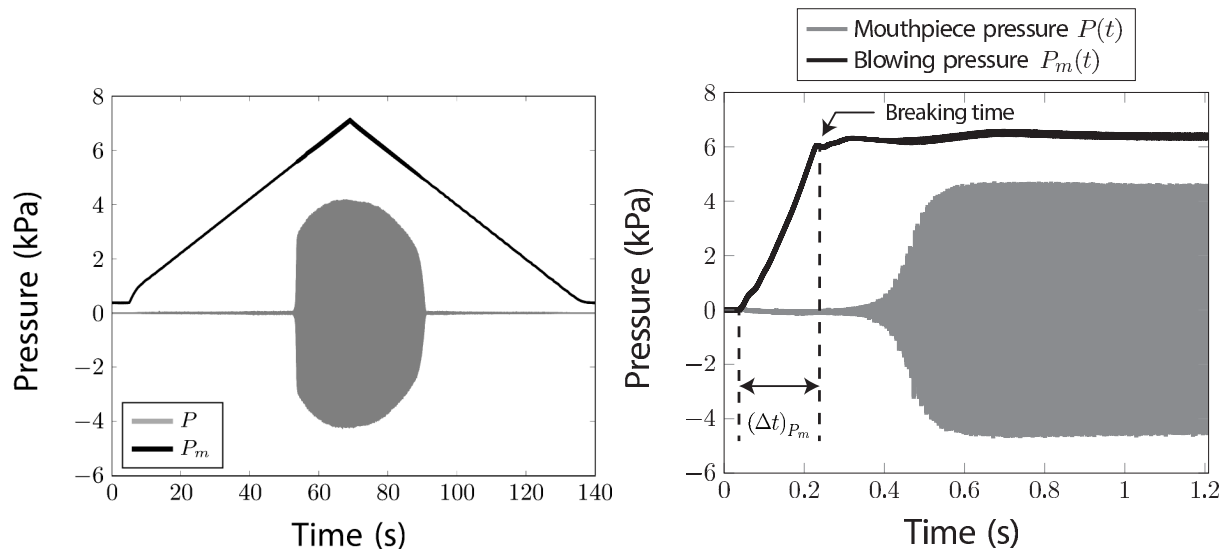 8
6
4
2
0
−2
−4
−6
Pressure (kPa)
P
P_m
0 20 40 60 80 100 120 140
Time (s)
Mouthpiece pressure P(t)
Blowing pressure P_m(t)
8
6
4
2
0
−2
−4
−6
Pressure (kPa)
Breaking time
(Δt)_{P_m}
0 0.2 0.4 0.6 0.8 1 1.2
Time (s)